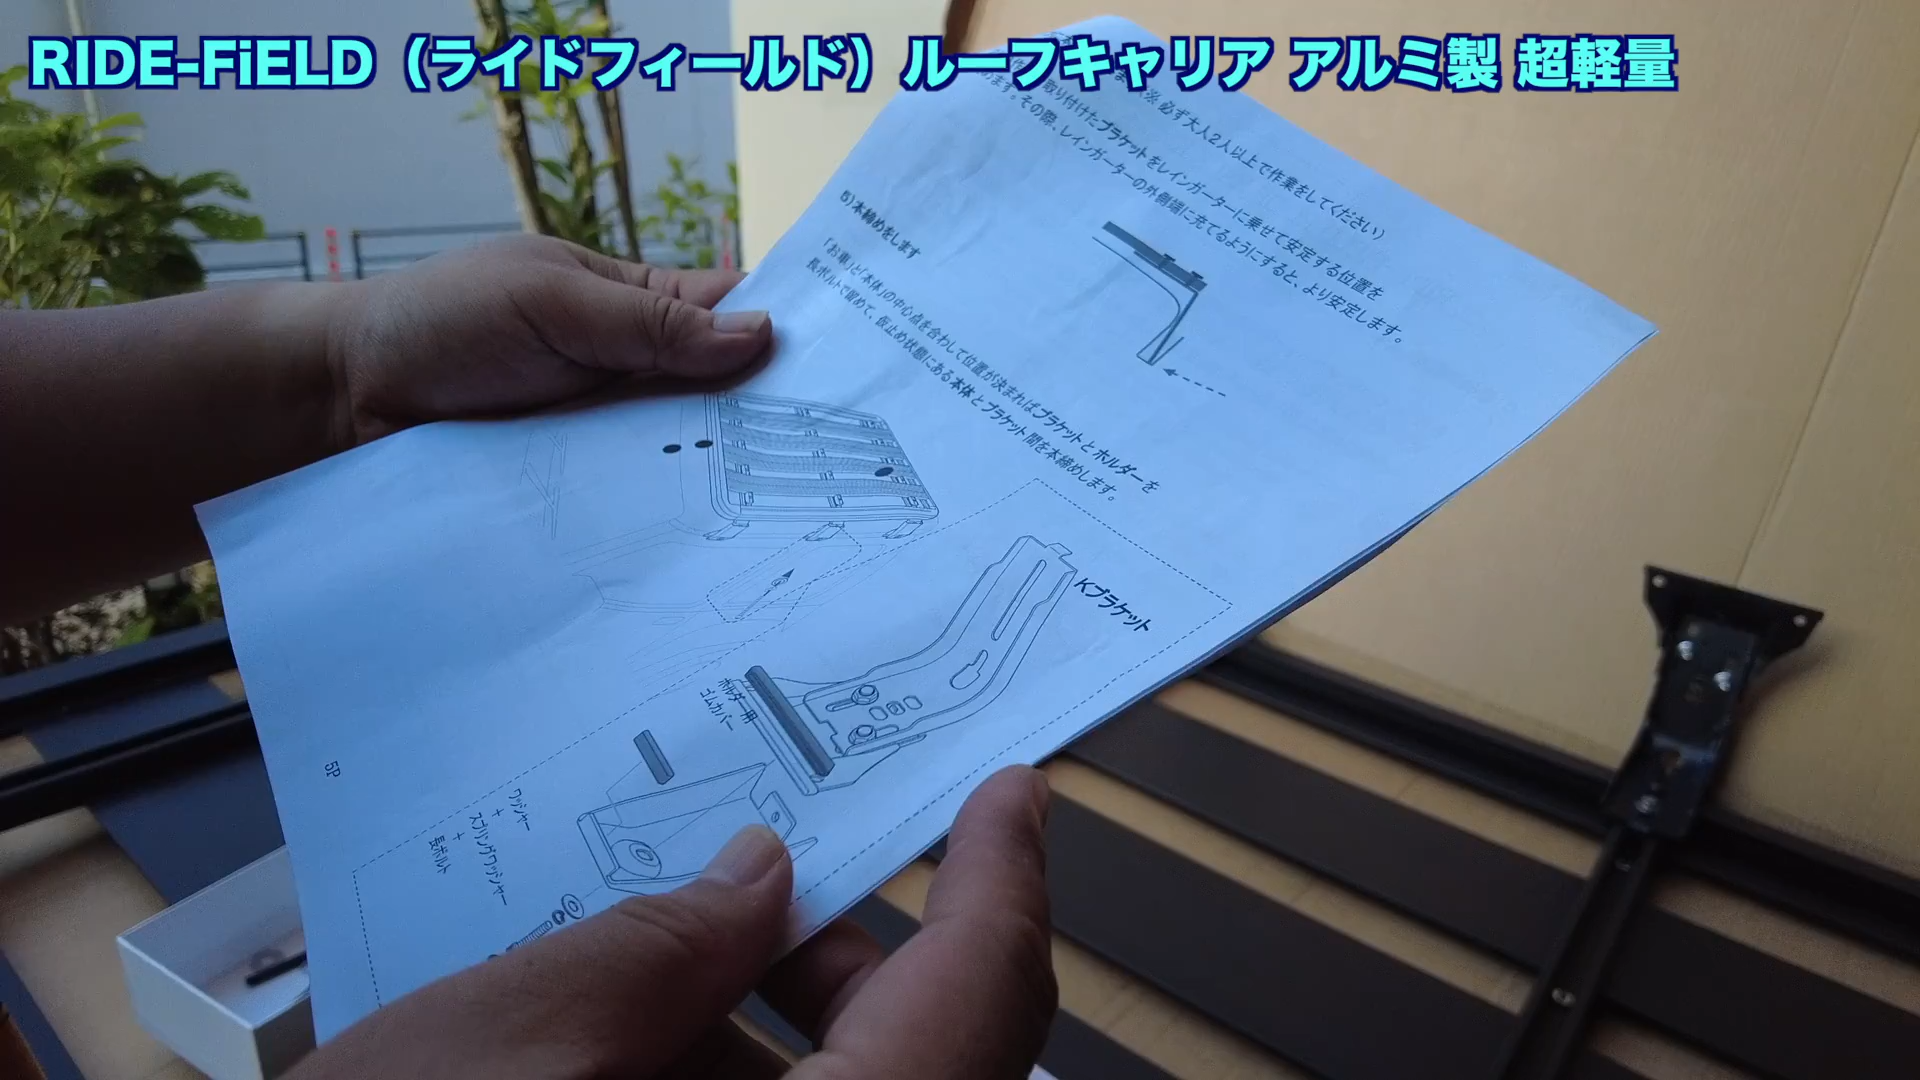 RIDE-FiELD（ライドフィールド）ルーフキャリア アルミ製 超軽量
※必ず大人2人以上で作業をしてください）
取り付けたブラケットをレインガーターに乗せて安定する位置を
ます。その際、レインガーターの外側端に充てるようにすると、より安定します。
5)本締めをします
「お車」と「本体」の中心点を合わして位置が決まればブラケットとホルダーを
長ボルトで留めて、仮止め状態にある本体とブラケット間を本締めします。
Kブラケット
ホルダー用
ゴムカバー
ワッシャー
+
スプリングワッシャー
+
長ボルト
5P